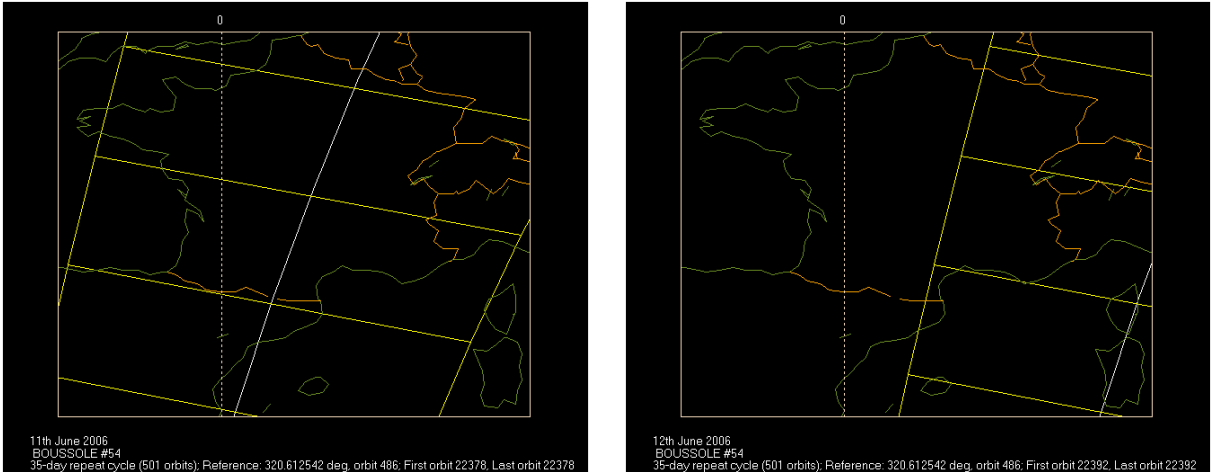 0
11th June 2006
BOUSSOLE #54
35-day repeat cycle (501 orbits); Reference: 320.612542 deg, orbit 486; First orbit 22378, Last orbit 22378
0
12th June 2006
BOUSSOLE #54
35-day repeat cycle (501 orbits); Reference: 320.612542 deg, orbit 486; First orbit 22392, Last orbit 22392